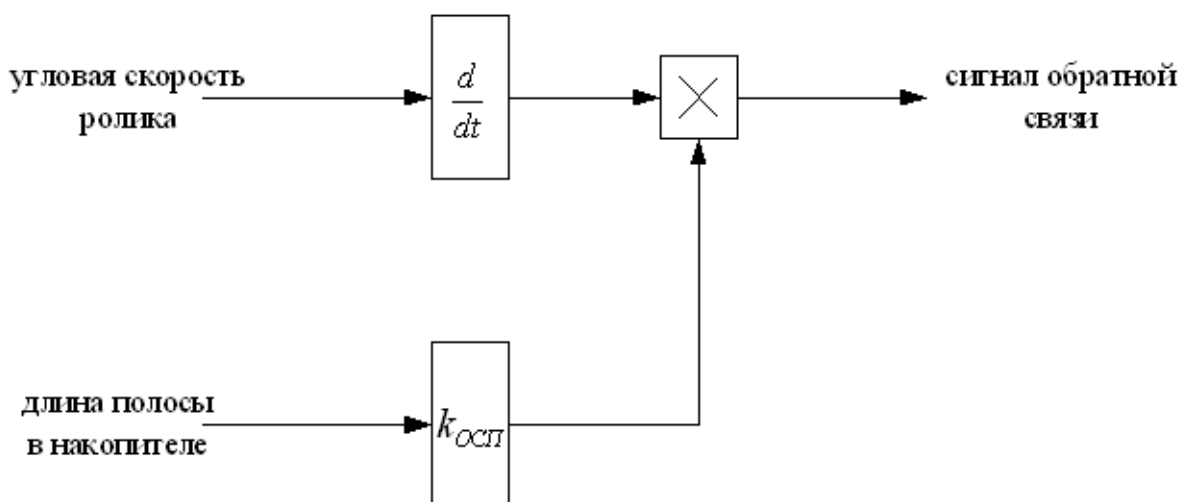 угловая скорость
ролика
d
dt
сигнал обратной
связи
длина полосы
в накопителе
kОСП